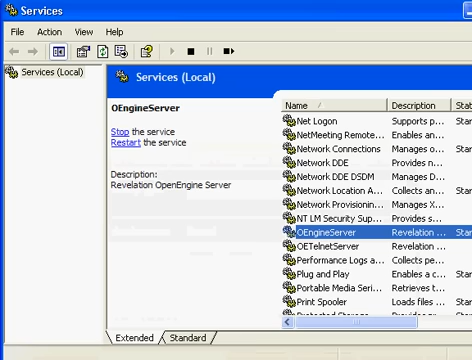 Services
File Action View Help
Services (Local)
Services (Local)
OEngineServer
Stop the service
Restart the service
Description:
Revelation OpenEngine Server
Name Description Stat
Net Logon Supports p... Star
NetMeeting Remote... Enables an...
Network Connections Manages o... Star
Network DDE Provides n...
Network DDE DSDM Manages D...
Network Location A... Collects an... Star
Network Provisionin... Manages X...
NT LM Security Sup... Provides s...
OEngineServer Revelation ... Star
OETelnetServer Revelation ...
Performance Logs a... Collects pe...
Plug and Play Enables a c... Star
Portable Media Seri... Retrieves t...
Print Spooler Loads files ... Star
Extended Standard